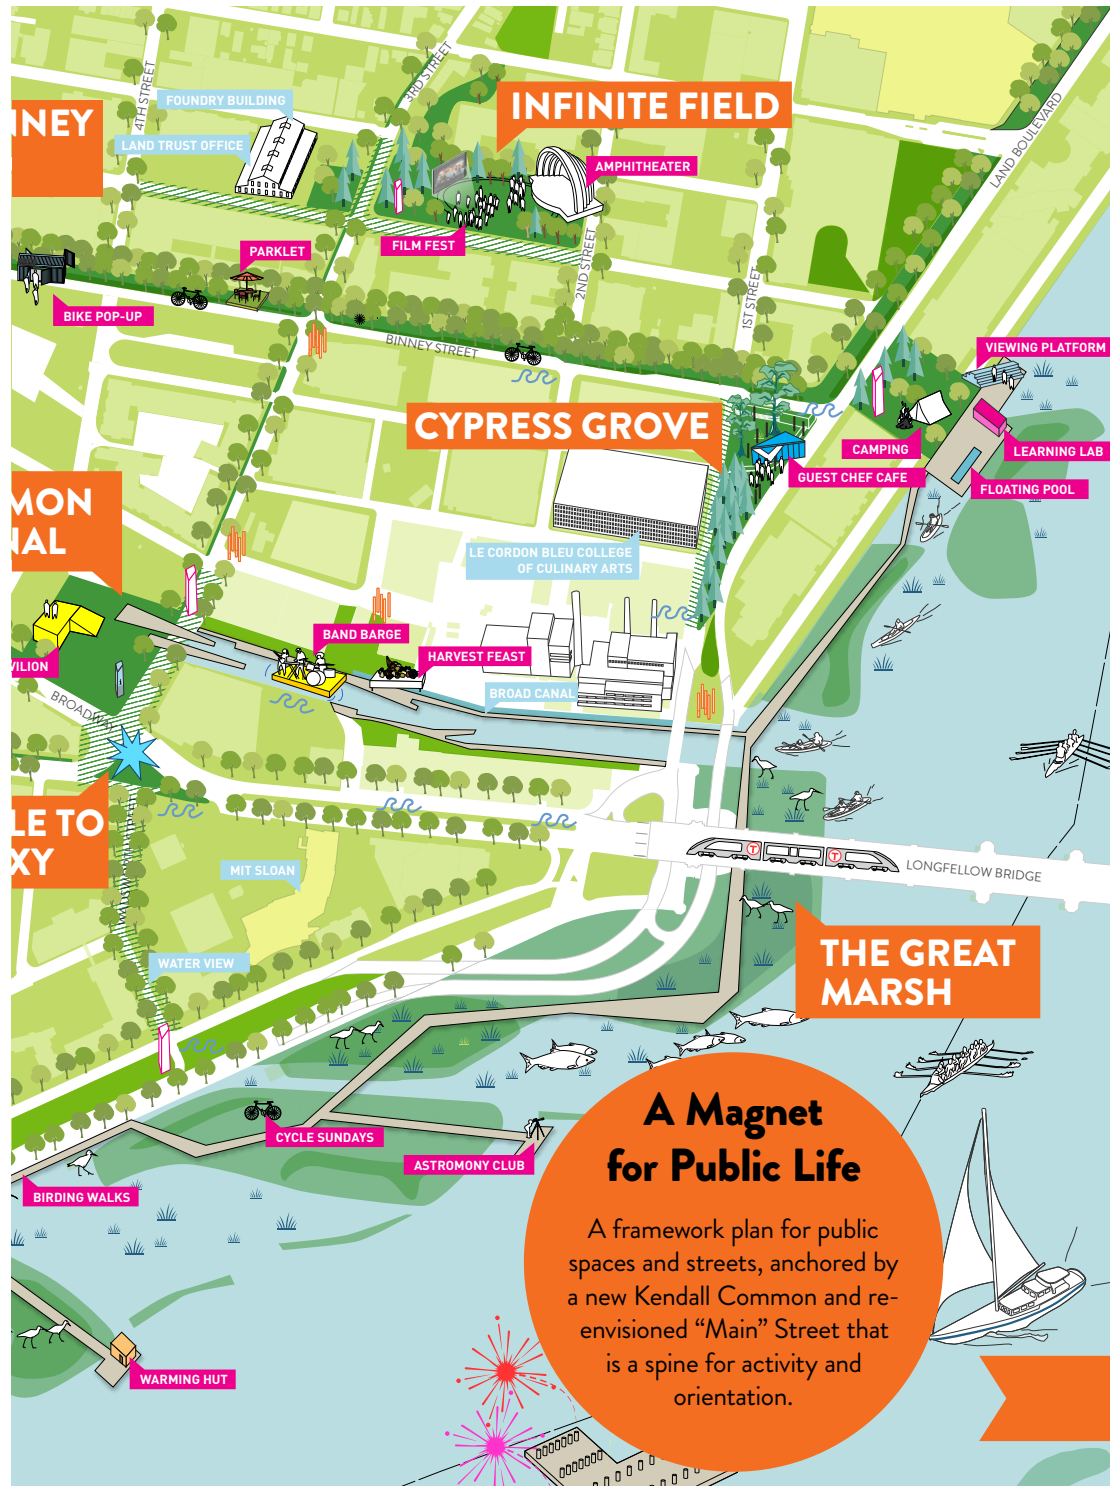 4TH STREET
3RD STREET
FOUNDRY BUILDING
LAND TRUST OFFICE
INFINITE FIELD
AMPHITHEATER
LAND BOULEVARD
NNEY
FILM FEST
PARKLET
BIKE POP-UP
2ND STREET
1ST STREET
BINNEY STREET
VIEWING PLATFORM
CYPRESS GROVE
CAMPING
LEARNING LAB
GUEST CHEF CAFE
FLOATING POOL
MON
NAL
LE CORDON BLEU COLLEGE
OF CULINARY ARTS
BAND BARGE
HARVEST FEAST
VILION
BROAD CANAL
BROADWAY
LE TO
XY
MIT SLOAN
T
T
LONGFELLOW BRIDGE
WATER VIEW
THE GREAT
MARSH
CYCLE SUNDAYS
ASTROMONY CLUB
BIRDING WALKS
WARMING HUT
A Magnet
for Public Life
A framework plan for public
spaces and streets, anchored by
a new Kendall Common and re-
envisioned “Main” Street that
is a spine for activity and
orientation.